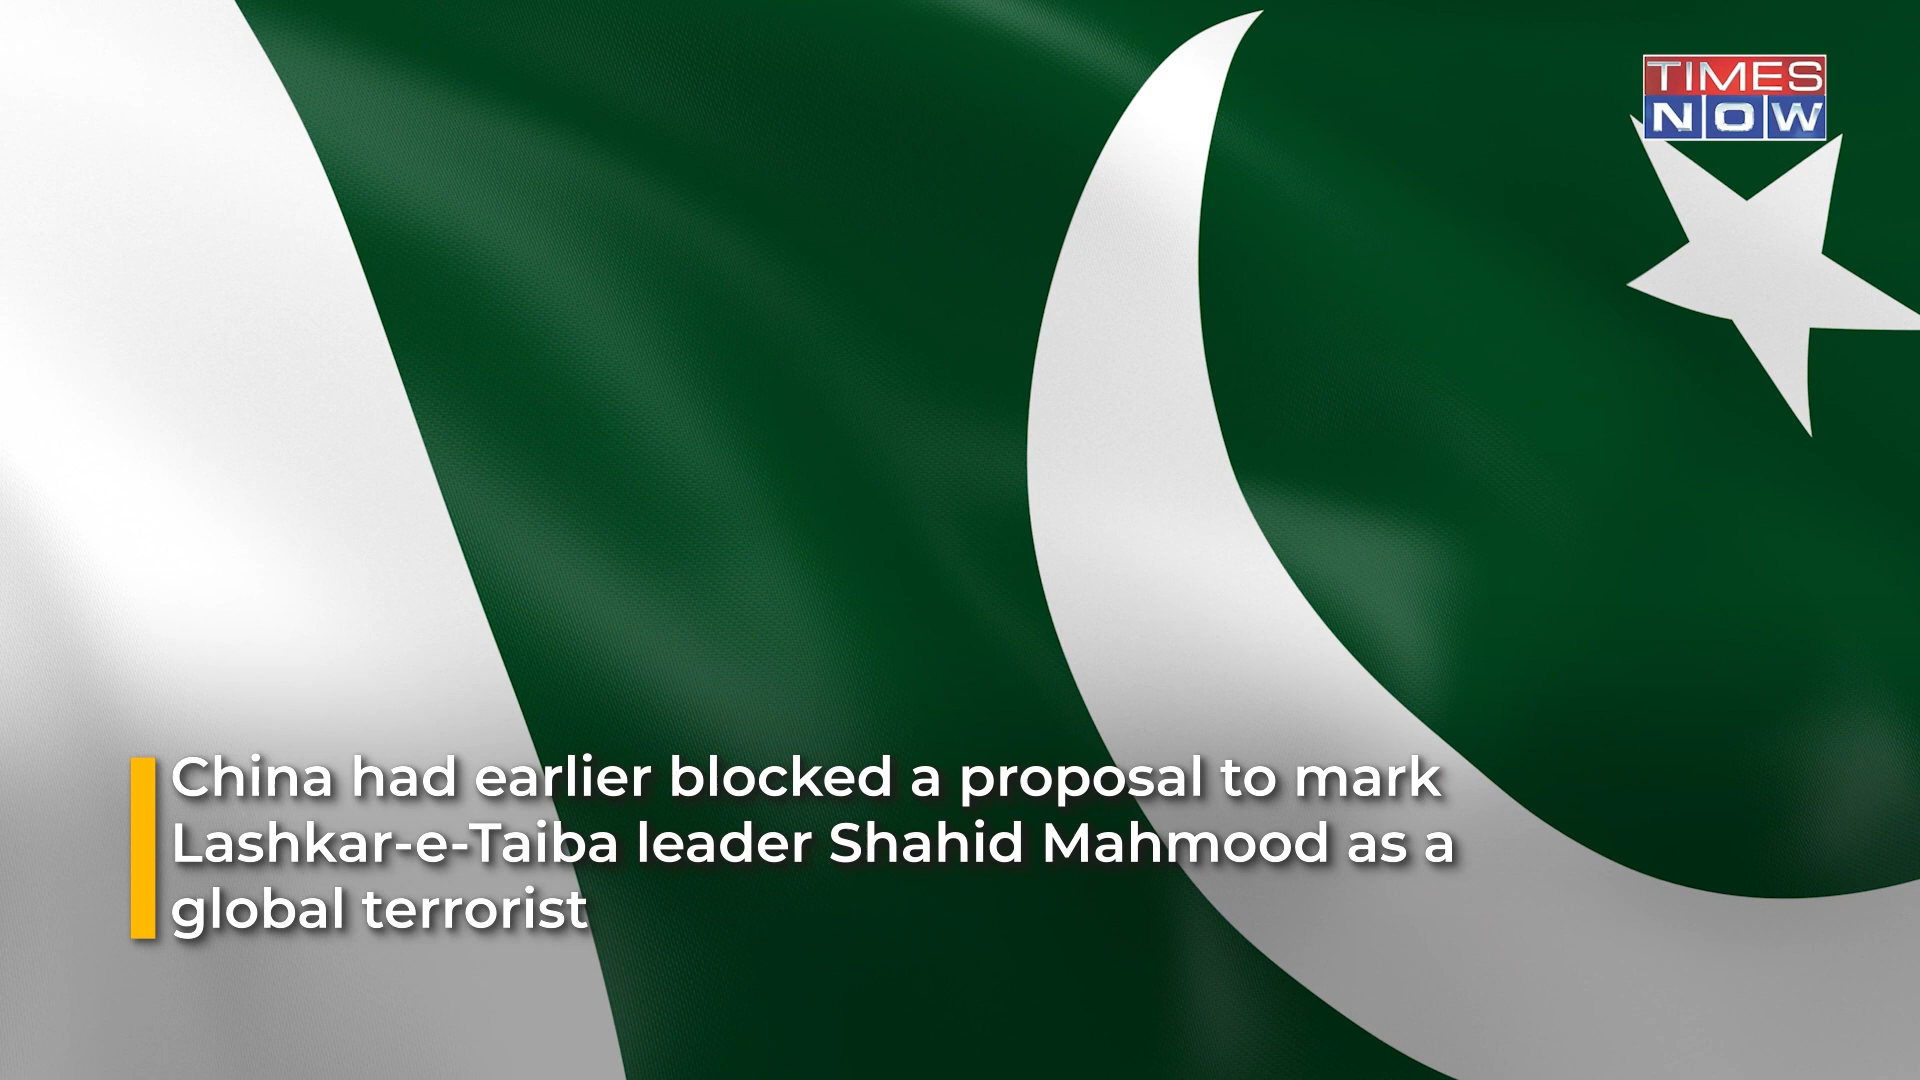 TIMES
NOW
China had earlier blocked a proposal to mark
Lashkar-e-Taiba leader Shahid Mahmood as a
global terrorist